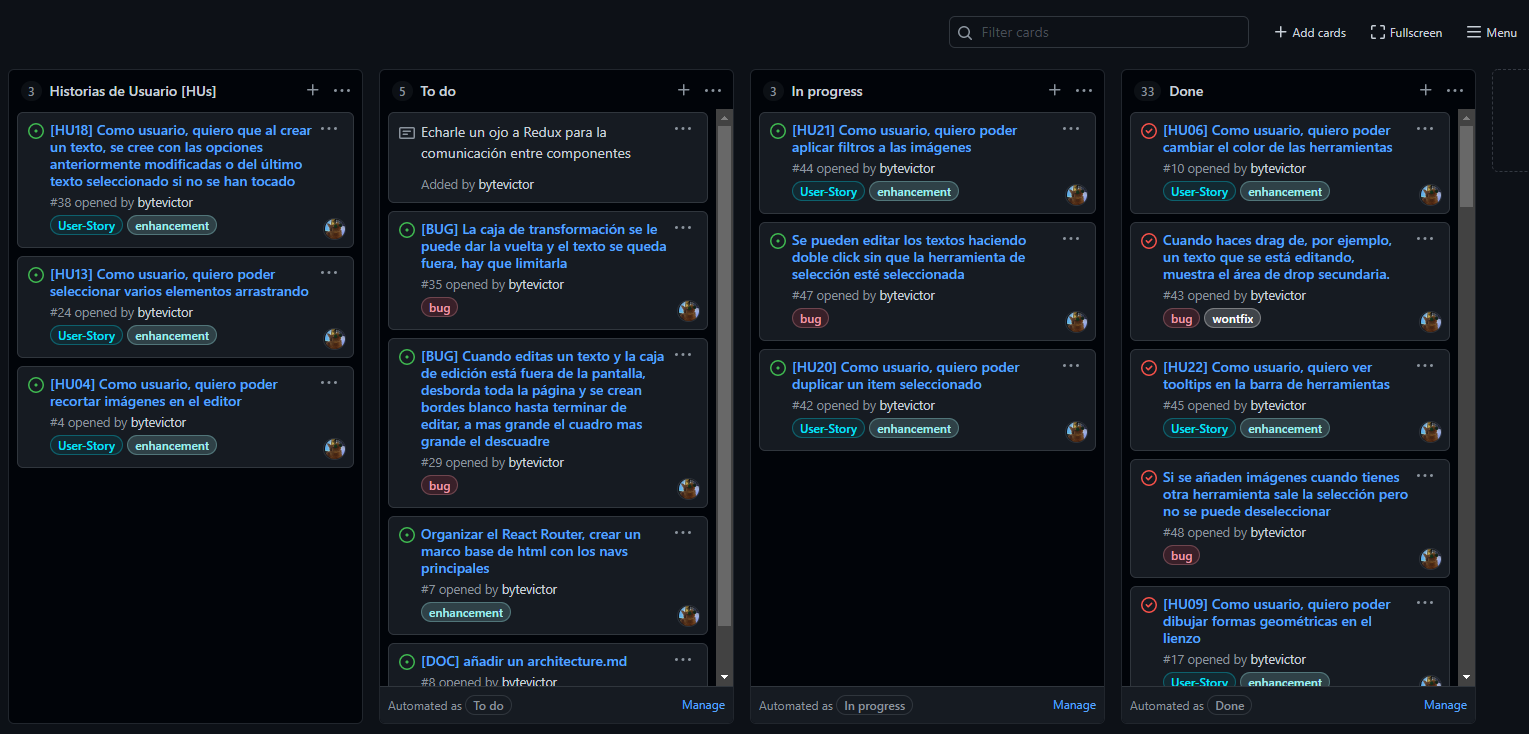 Filter cards
Add cards
Fullscreen
Menu
3 Historias de Usuario [HUs]
[HU18] Como usuario, quiero que al crear
un texto, se cree con las opciones
anteriormente modificadas o del último
texto seleccionado si no se han tocado
#38 opened by bytevictor
User-Story enhancement
[HU13] Como usuario, quiero poder
seleccionar varios elementos arrastrando
#24 opened by bytevictor
User-Story enhancement
[HU04] Como usuario, quiero poder
recortar imágenes en el editor
#4 opened by bytevictor
User-Story enhancement
5 To do
Echarle un ojo a Redux para la
comunicación entre componentes
Added by bytevictor
[BUG] La caja de transformación se le
puede dar la vuelta y el texto se queda
fuera, hay que limitarla
#35 opened by bytevictor
bug
[BUG] Cuando editas un texto y la caja
de edición está fuera de la pantalla,
desborda toda la página y se crean
bordes blanco hasta terminar de
editar, a mas grande el cuadro mas
grande el descuadre
#29 opened by bytevictor
bug
Organizar el React Router, crear un
marco base de html con los navs
principales
#7 opened by bytevictor
enhancement
[DOC] añadir un architecture.md
#8 opened by bytevictor
Automated as To do Manage
3 In progress
[HU21] Como usuario, quiero poder
aplicar filtros a las imágenes
#44 opened by bytevictor
User-Story enhancement
Se pueden editar los textos haciendo
doble click sin que la herramienta de
selección esté seleccionada
#47 opened by bytevictor
bug
[HU20] Como usuario, quiero poder
duplicar un item seleccionado
#42 opened by bytevictor
User-Story enhancement
Automated as In progress Manage
33 Done
[HU06] Como usuario, quiero poder
cambiar el color de las herramientas
#10 opened by bytevictor
User-Story enhancement
Cuando haces drag de, por ejemplo,
un texto que se está editando,
muestra el área de drop secundaria.
#43 opened by bytevictor
bug wontfix
[HU22] Como usuario, quiero ver
tooltips en la barra de herramientas
#45 opened by bytevictor
User-Story enhancement
Si se añaden imágenes cuando tienes
otra herramienta sale la selección pero
no se puede deseleccionar
#48 opened by bytevictor
bug
[HU09] Como usuario, quiero poder
dibujar formas geométricas en el
lienzo
#17 opened by bytevictor
User-Story enhancement
Automated as Done Manage